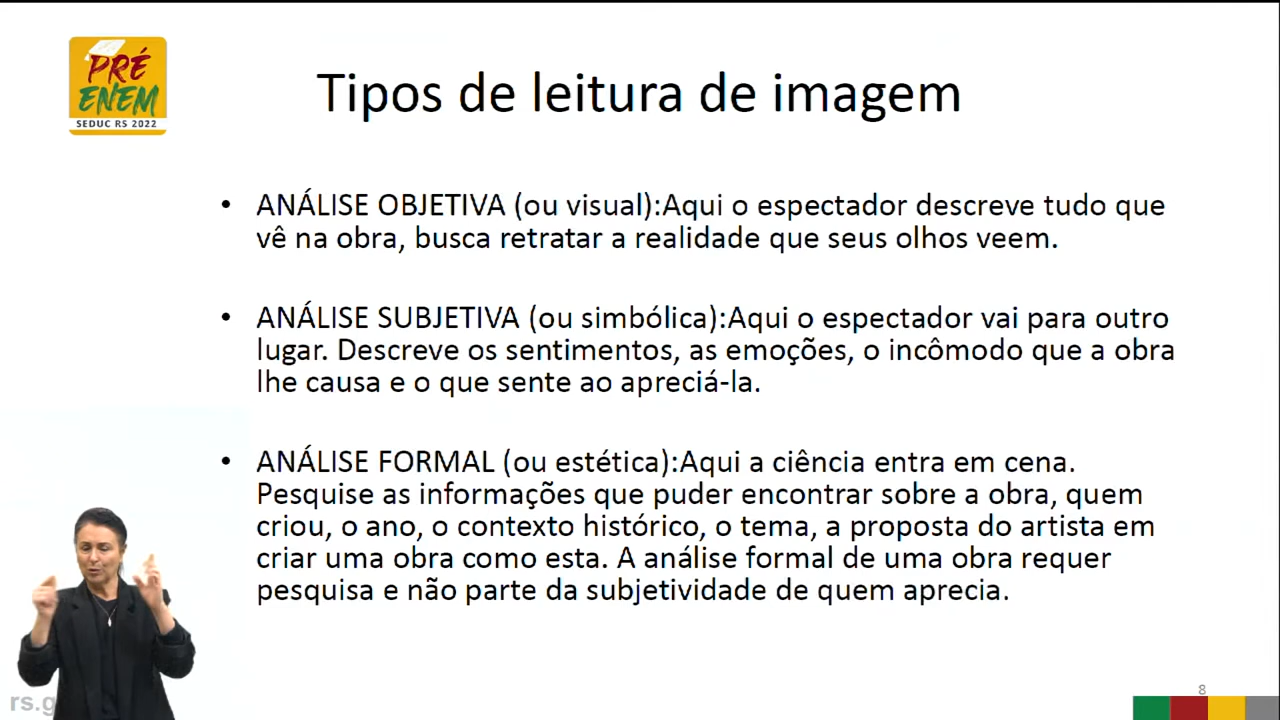 PRÉ
ENEM
SEDUC RS 2022
Tipos de leitura de imagem
• ANÁLISE OBJETIVA (ou visual):Aqui o espectador descreve tudo que
vê na obra, busca retratar a realidade que seus olhos veem.
• ANÁLISE SUBJETIVA (ou simbólica):Aqui o espectador vai para outro
lugar. Descreve os sentimentos, as emoções, o incômodo que a obra
lhe causa e o que sente ao apreciá-la.
• ANÁLISE FORMAL (ou estética):Aqui a ciência entra em cena.
Pesquise as informações que puder encontrar sobre a obra, quem
criou, o ano, o contexto histórico, o tema, a proposta do artista em
criar uma obra como esta. A análise formal de uma obra requer
pesquisa e não parte da subjetividade de quem aprecia.
rs.g
8